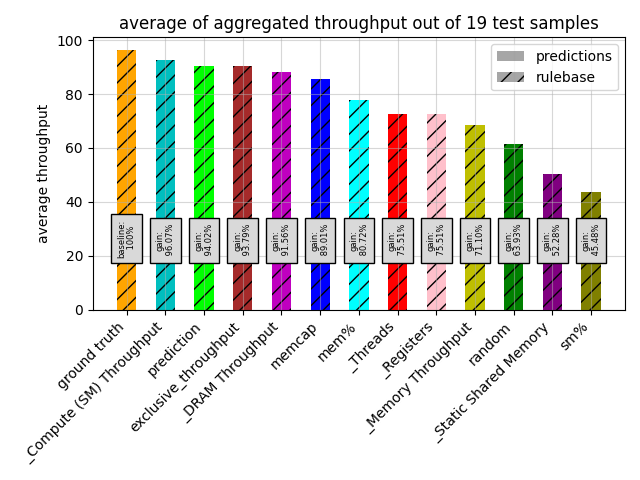 average of aggregated throughput out of 19 test samples
predictions
rulebase
average throughput
100
80
60
40
20
0
baseline:
100%
gain:
96.07%
gain:
94.02%
gain:
93.79%
gain:
91.56%
gain:
89.01%
gain:
80.72%
gain:
75.51%
gain:
75.51%
gain:
71.10%
gain:
63.93%
gain:
52.28%
gain:
45.48%
ground truth
_Compute (SM) Throughput
prediction
exclusive_throughput
_DRAM Throughput
memcap
mem%
_Threads
_Registers
_Memory Throughput
random
_Static Shared Memory
sm%